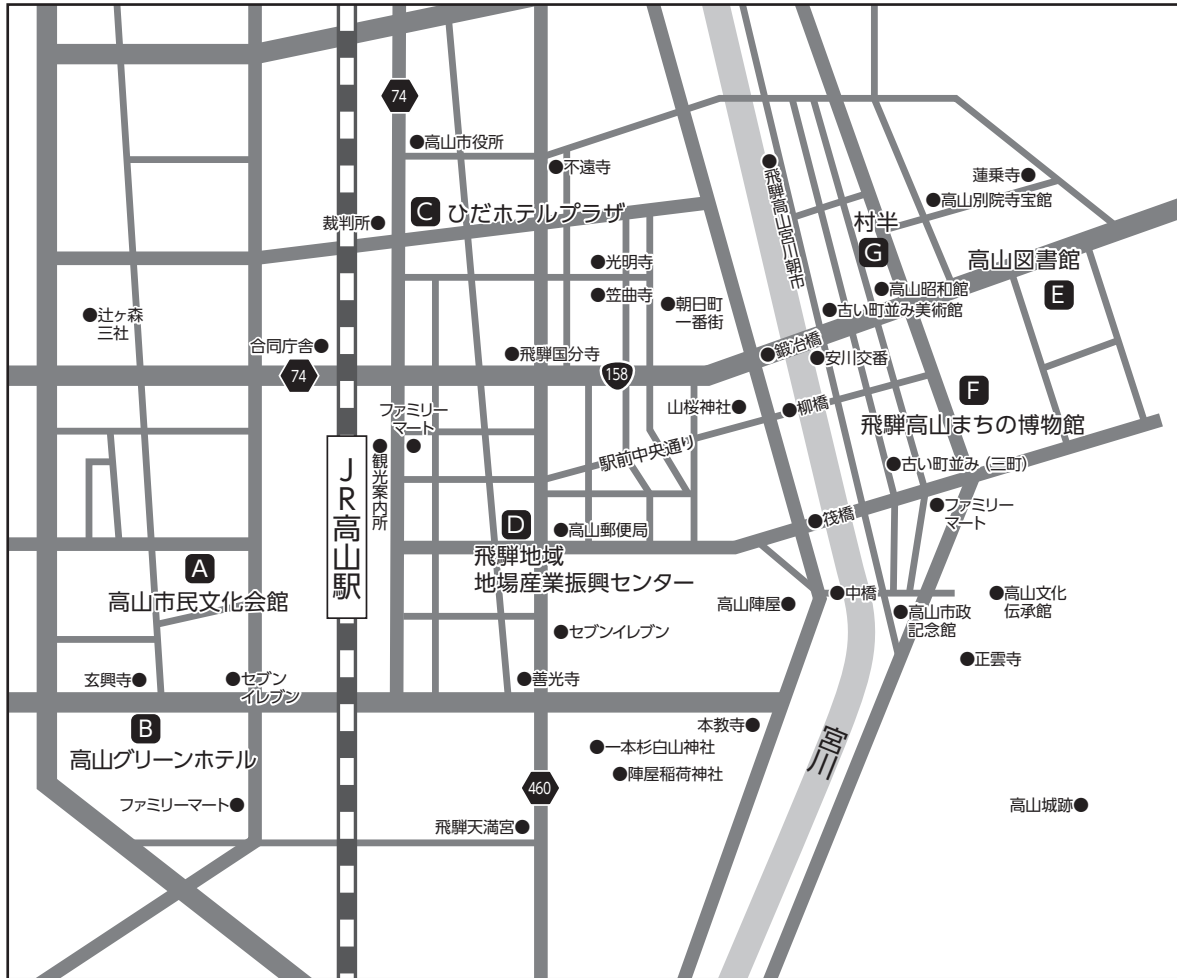 74
高山市役所
不遠寺
蓮乗寺
高山別院寺宝館
飛騨高山宮川朝市
C ひだホテルプラザ
裁判所
村半
G
高山図書館
E
光明寺
笠曲寺
朝日町
一番街
高山昭和館
古い町並み美術館
辻ヶ森
三社
合同庁舎
74
飛騨国分寺
158
鍛冶橋
安川交番
F
飛騨高山まちの博物館
山桜神社
柳橋
ファミリー
マート
観光案内所
JR高山駅
駅前中央通り
古い町並み(三町)
ファミリー
マート
筏橋
D
高山郵便局
飛騨地域
地場産業振興センター
A
高山市民文化会館
高山陣屋
中橋
高山市政
記念館
高山文化
伝承館
セブンイレブン
正雲寺
玄興寺
セブン
イレブン
善光寺
B
高山グリーンホテル
本教寺
宮川
一本杉白山神社
陣屋稲荷神社
460
ファミリーマート
飛騨天満宮
高山城跡